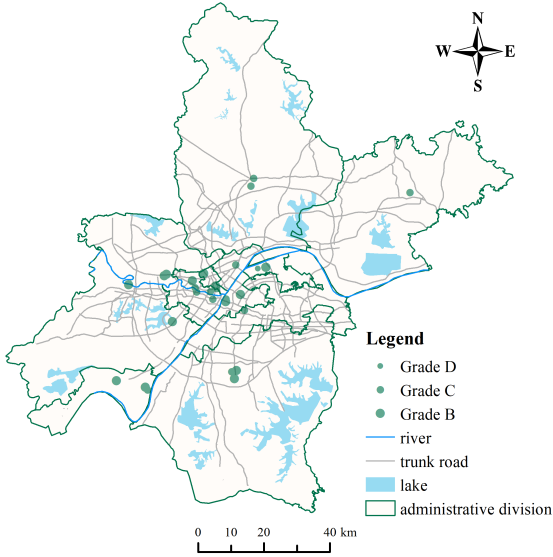 N
W E
S
Legend
Grade D
Grade C
Grade B
river
trunk road
lake
administrative division
0 10 20 40 km